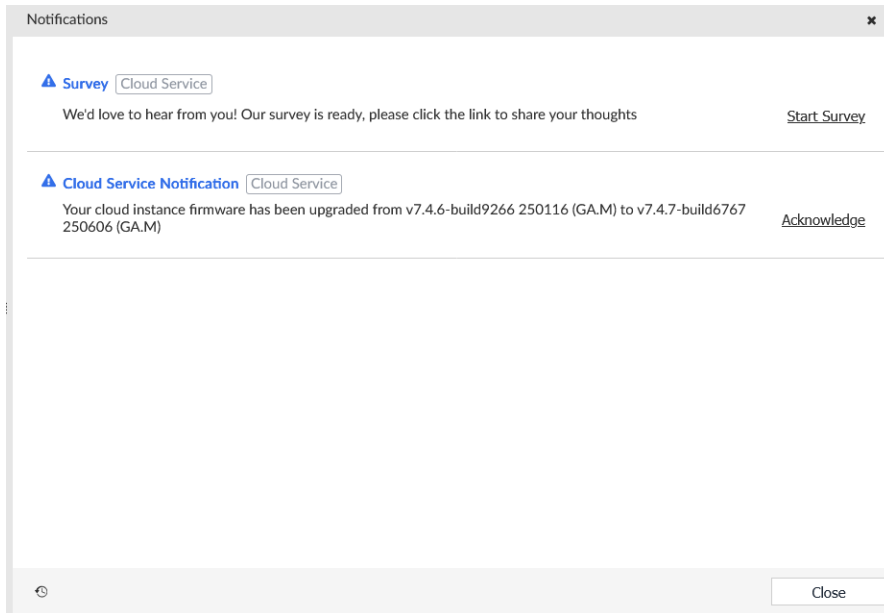 Notifications
Survey Cloud Service
We'd love to hear from you! Our survey is ready, please click the link to share your thoughts
Start Survey
Cloud Service Notification Cloud Service
Your cloud instance firmware has been upgraded from v7.4.6-build9266 250116 (GA.M) to v7.4.7-build6767
250606 (GA.M)
Acknowledge
Close